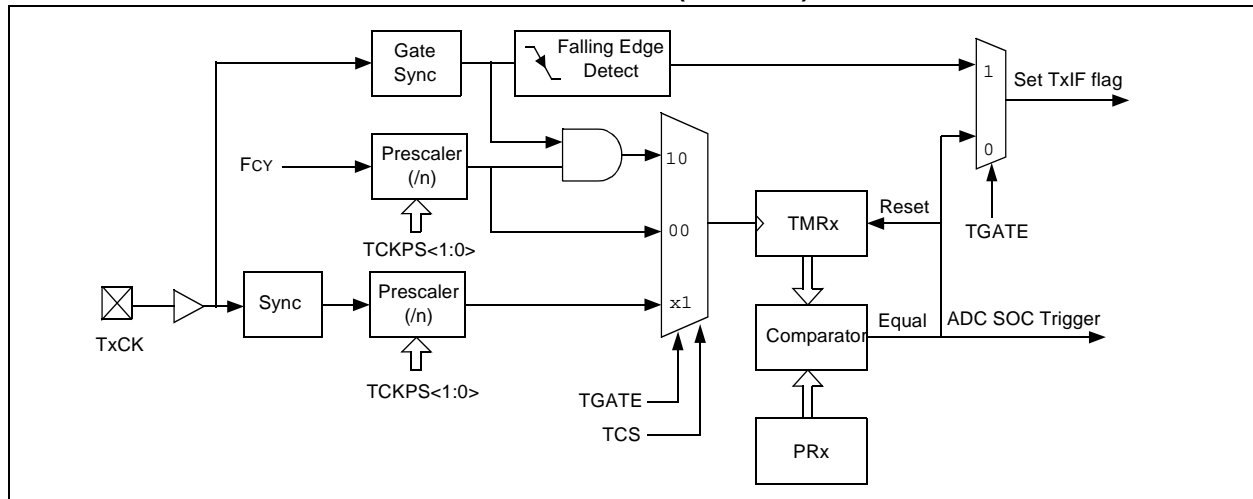 Gate
Sync
Falling Edge
Detect
1
Set TxIF flag
0
TGATE
FCY
Prescaler
(/n)
TCKPS<1:0>
10
00
x1
TMRx
Reset
TxCK
Sync
Prescaler
(/n)
TCKPS<1:0>
Comparator
Equal
ADC SOC Trigger
TGATE
TCS
PRx